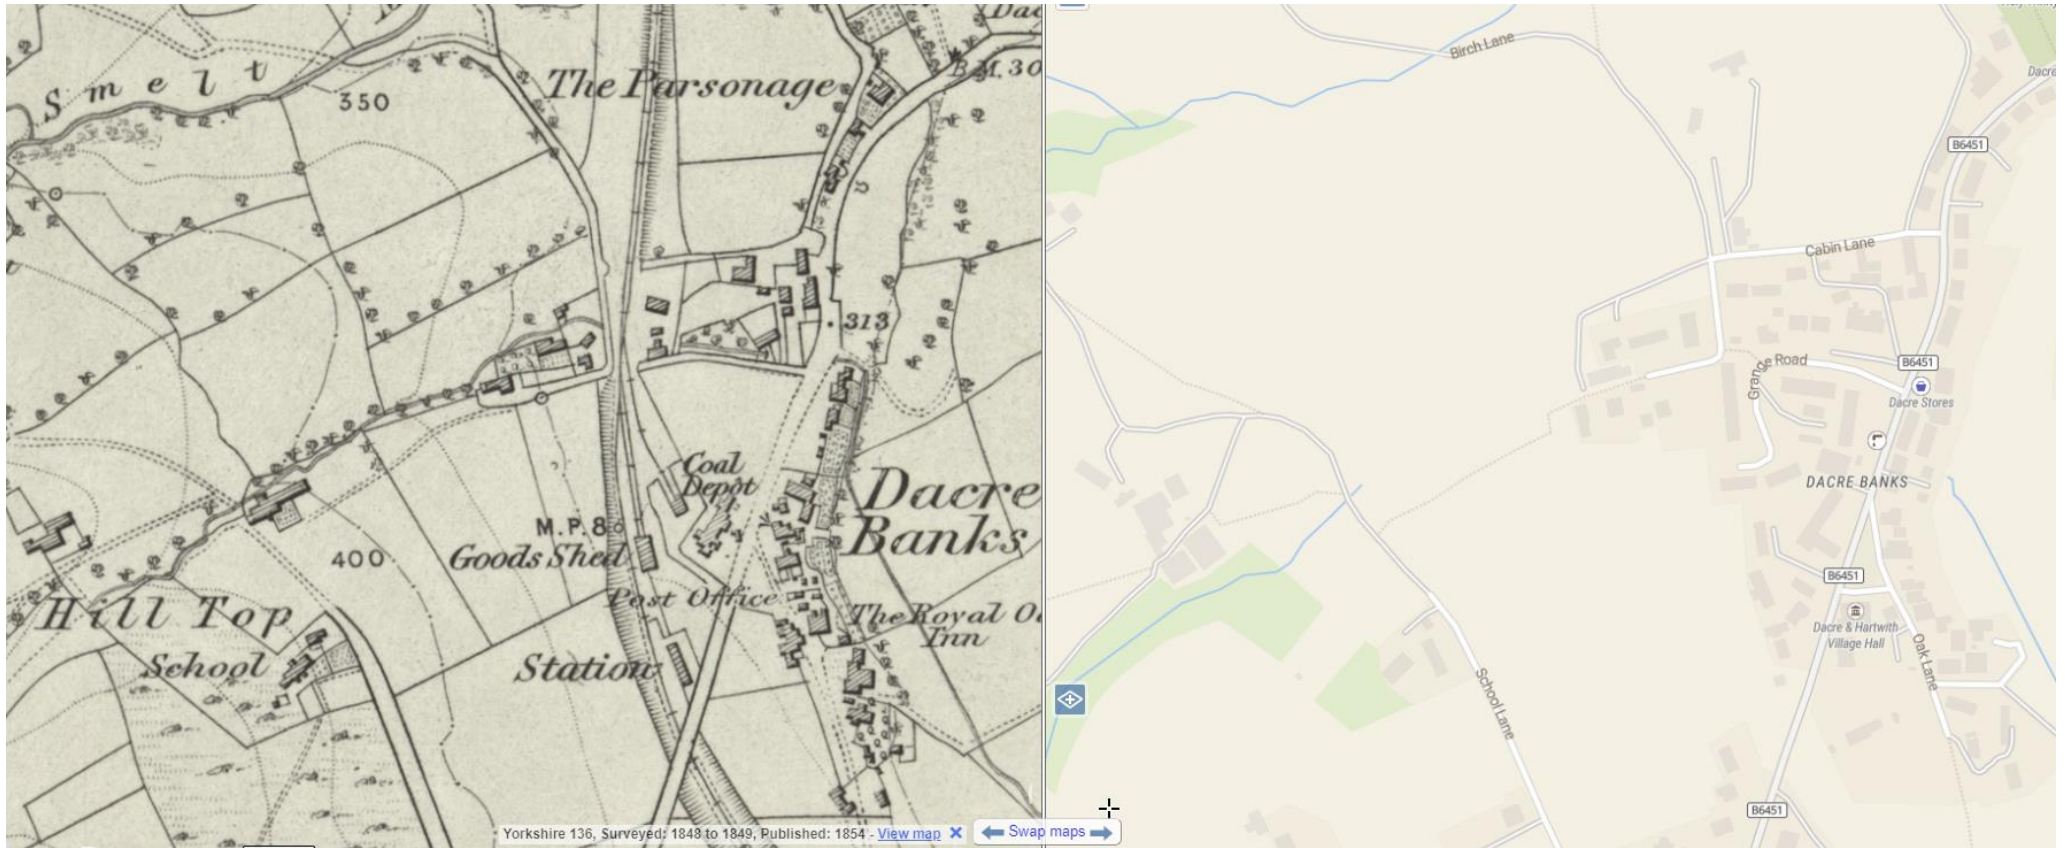 Smelt
350
The Parsonage
B.M. 30
313
Coal
Depôt
Dacre
Banks
M.P. 8
Goods Shed
400
Post Office
Hill Top
The Royal O
Inn
School
Station
Yorkshire 136, Surveyed: 1848 to 1849, Published: 1854 - View map
Swap maps
Birch Lane
Dacre
B6451
Cabin Lane
Grange Road
B6451
Dacre Stores
DACRE BANKS
B6451
Dacre & Hartwith
Village Hall
Oak Lane
School Lane
B6451